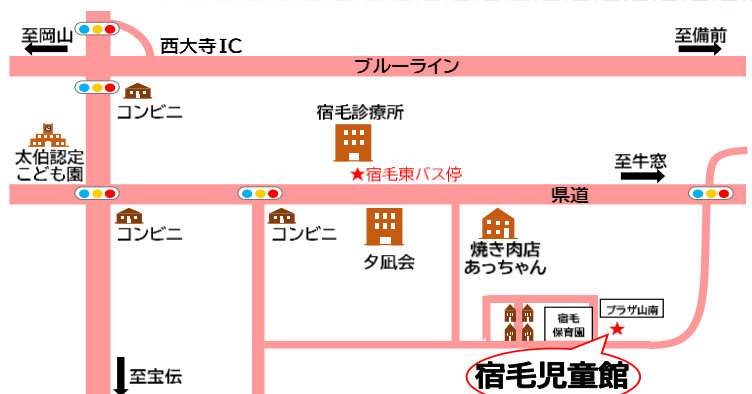 至岡山
西大寺IC
至備前
ブルーライン
コンビニ
宿毛診療所
太伯認定
こども園
★宿毛東バス停
至牛窓
県道
コンビニ
コンビニ
夕凪会
焼き肉店
あっちゃん
宿毛
保育園
プラザ山南
★
宿毛児童館
至宝伝